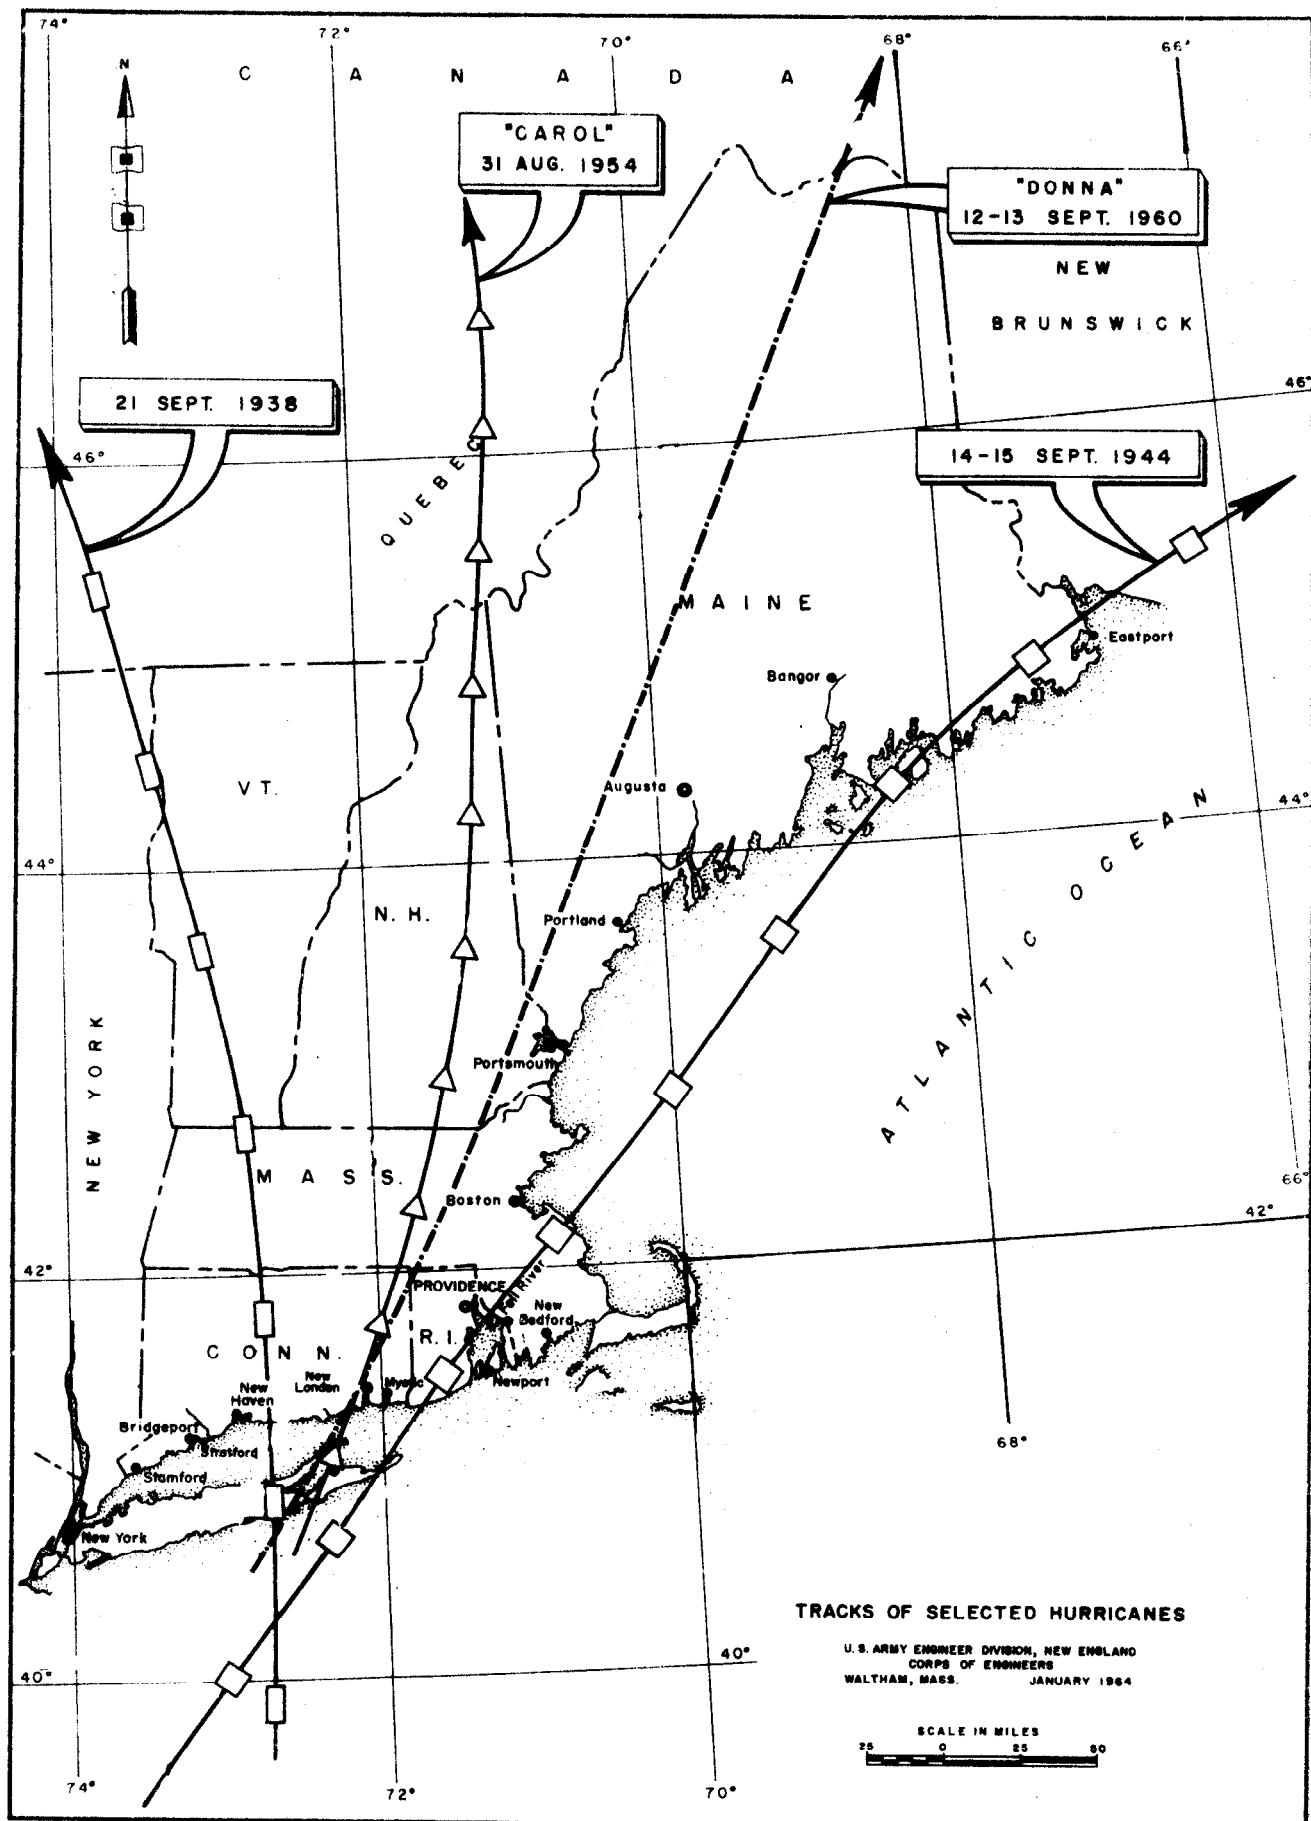 74°
72°
70°
68°
66°
N
CANADA
"CAROL"
31 AUG. 1954
"DONNA"
12-13 SEPT. 1960
NEW
BRUNSWICK
21 SEPT. 1938
46°
46°
14-15 SEPT. 1944
QUEBEC
MAINE
Eastport
Bangor
VT.
Augusta
44°
44°
ATLANTIC OCEAN
N.H.
Portland
NEW YORK
Portsmouth
MASS.
Boston
66°
42°
42°
PROVIDENCE
Fall River
New
Bedford
R.I.
CONN.
New
London
Mystic
Newport
New
Haven
Bridgeport
Stratford
Stamford
68°
New York
TRACKS OF SELECTED HURRICANES
U.S. ARMY ENGINEER DIVISION, NEW ENGLAND
CORPS OF ENGINEERS
WALTHAM, MASS. JANUARY 1964
40°
40°
SCALE IN MILES
25 0 25 50
74°
72°
70°